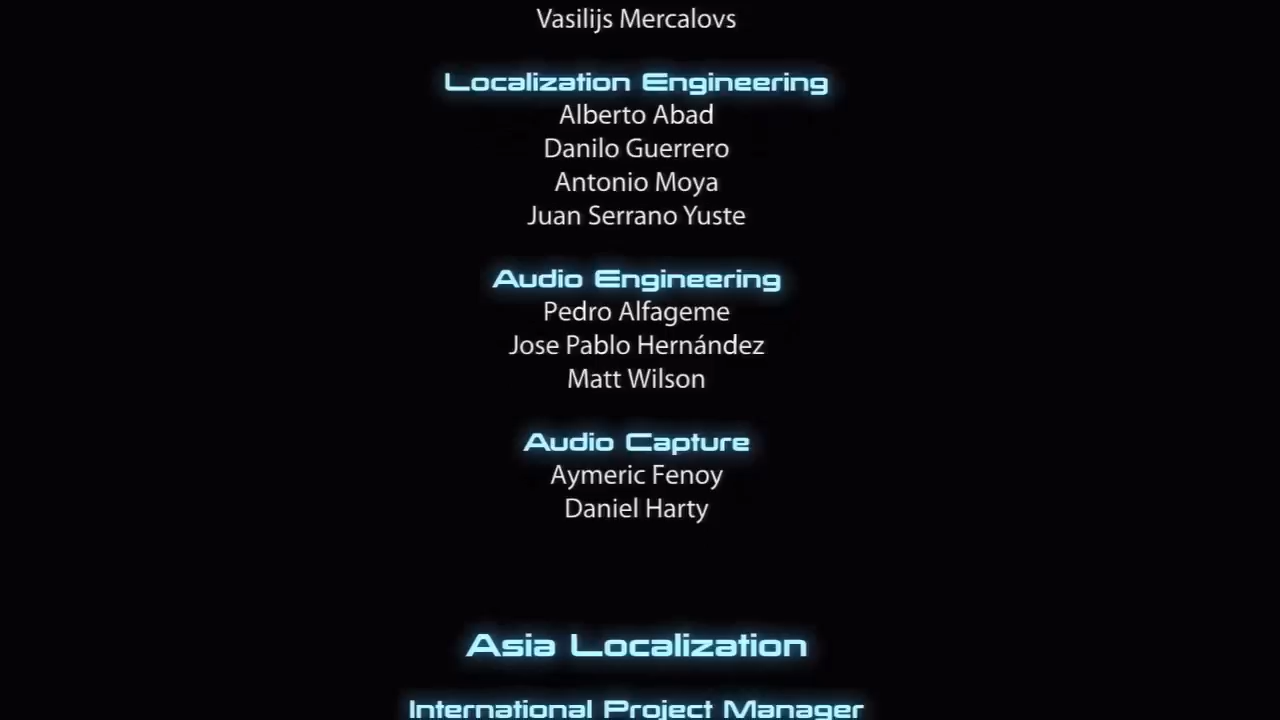 Vasilijs Mercalovs
Localization Engineering
Alberto Abad
Danilo Guerrero
Antonio Moya
Juan Serrano Yuste
Audio Engineering
Pedro Alfageme
Jose Pablo Hernández
Matt Wilson
Audio Capture
Aymeric Fenoy
Daniel Harty
Asia Localization
International Project Manager